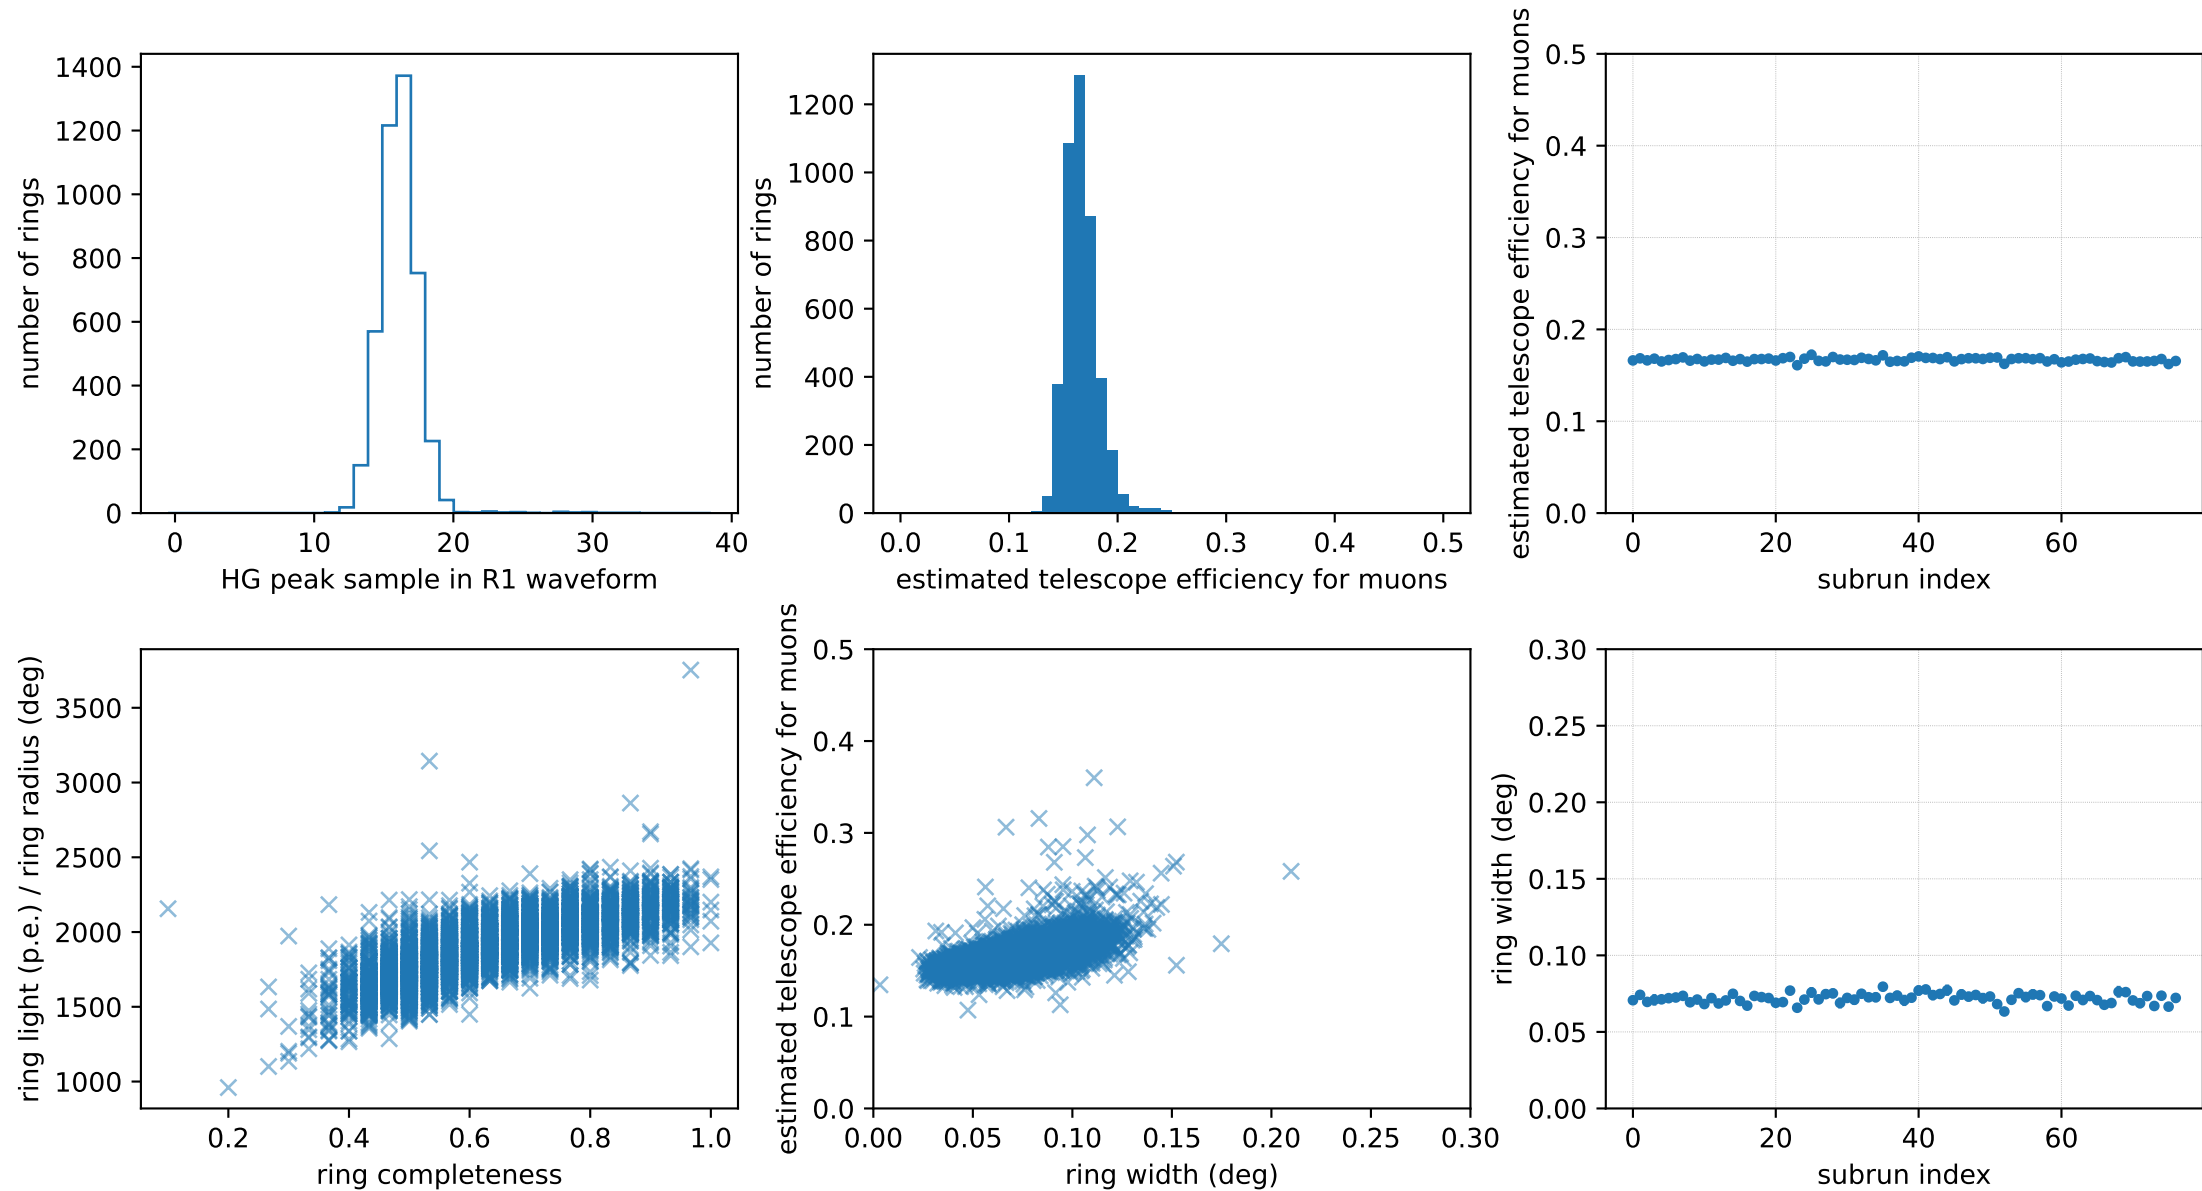 1400
1200
1000
800
600
400
200
0
number of rings
0 10 20 30 40
HG peak sample in R1 waveform
1200
1000
800
600
400
200
0
number of rings
0.0 0.1 0.2 0.3 0.4 0.5
estimated telescope efficiency for muons
0.5
0.4
0.3
0.2
0.1
0.0
estimated telescope efficiency for muons
0 20 40 60
subrun index
3500
3000
2500
2000
1500
1000
ring light (p.e.) / ring radius (deg)
0.2 0.4 0.6 0.8 1.0
ring completeness
0.5
0.4
0.3
0.2
0.1
0.0
estimated telescope efficiency for muons
0.00 0.05 0.10 0.15 0.20 0.25 0.30
ring width (deg)
0.30
0.25
0.20
0.15
0.10
0.05
0.00
ring width (deg)
0 20 40 60
subrun index